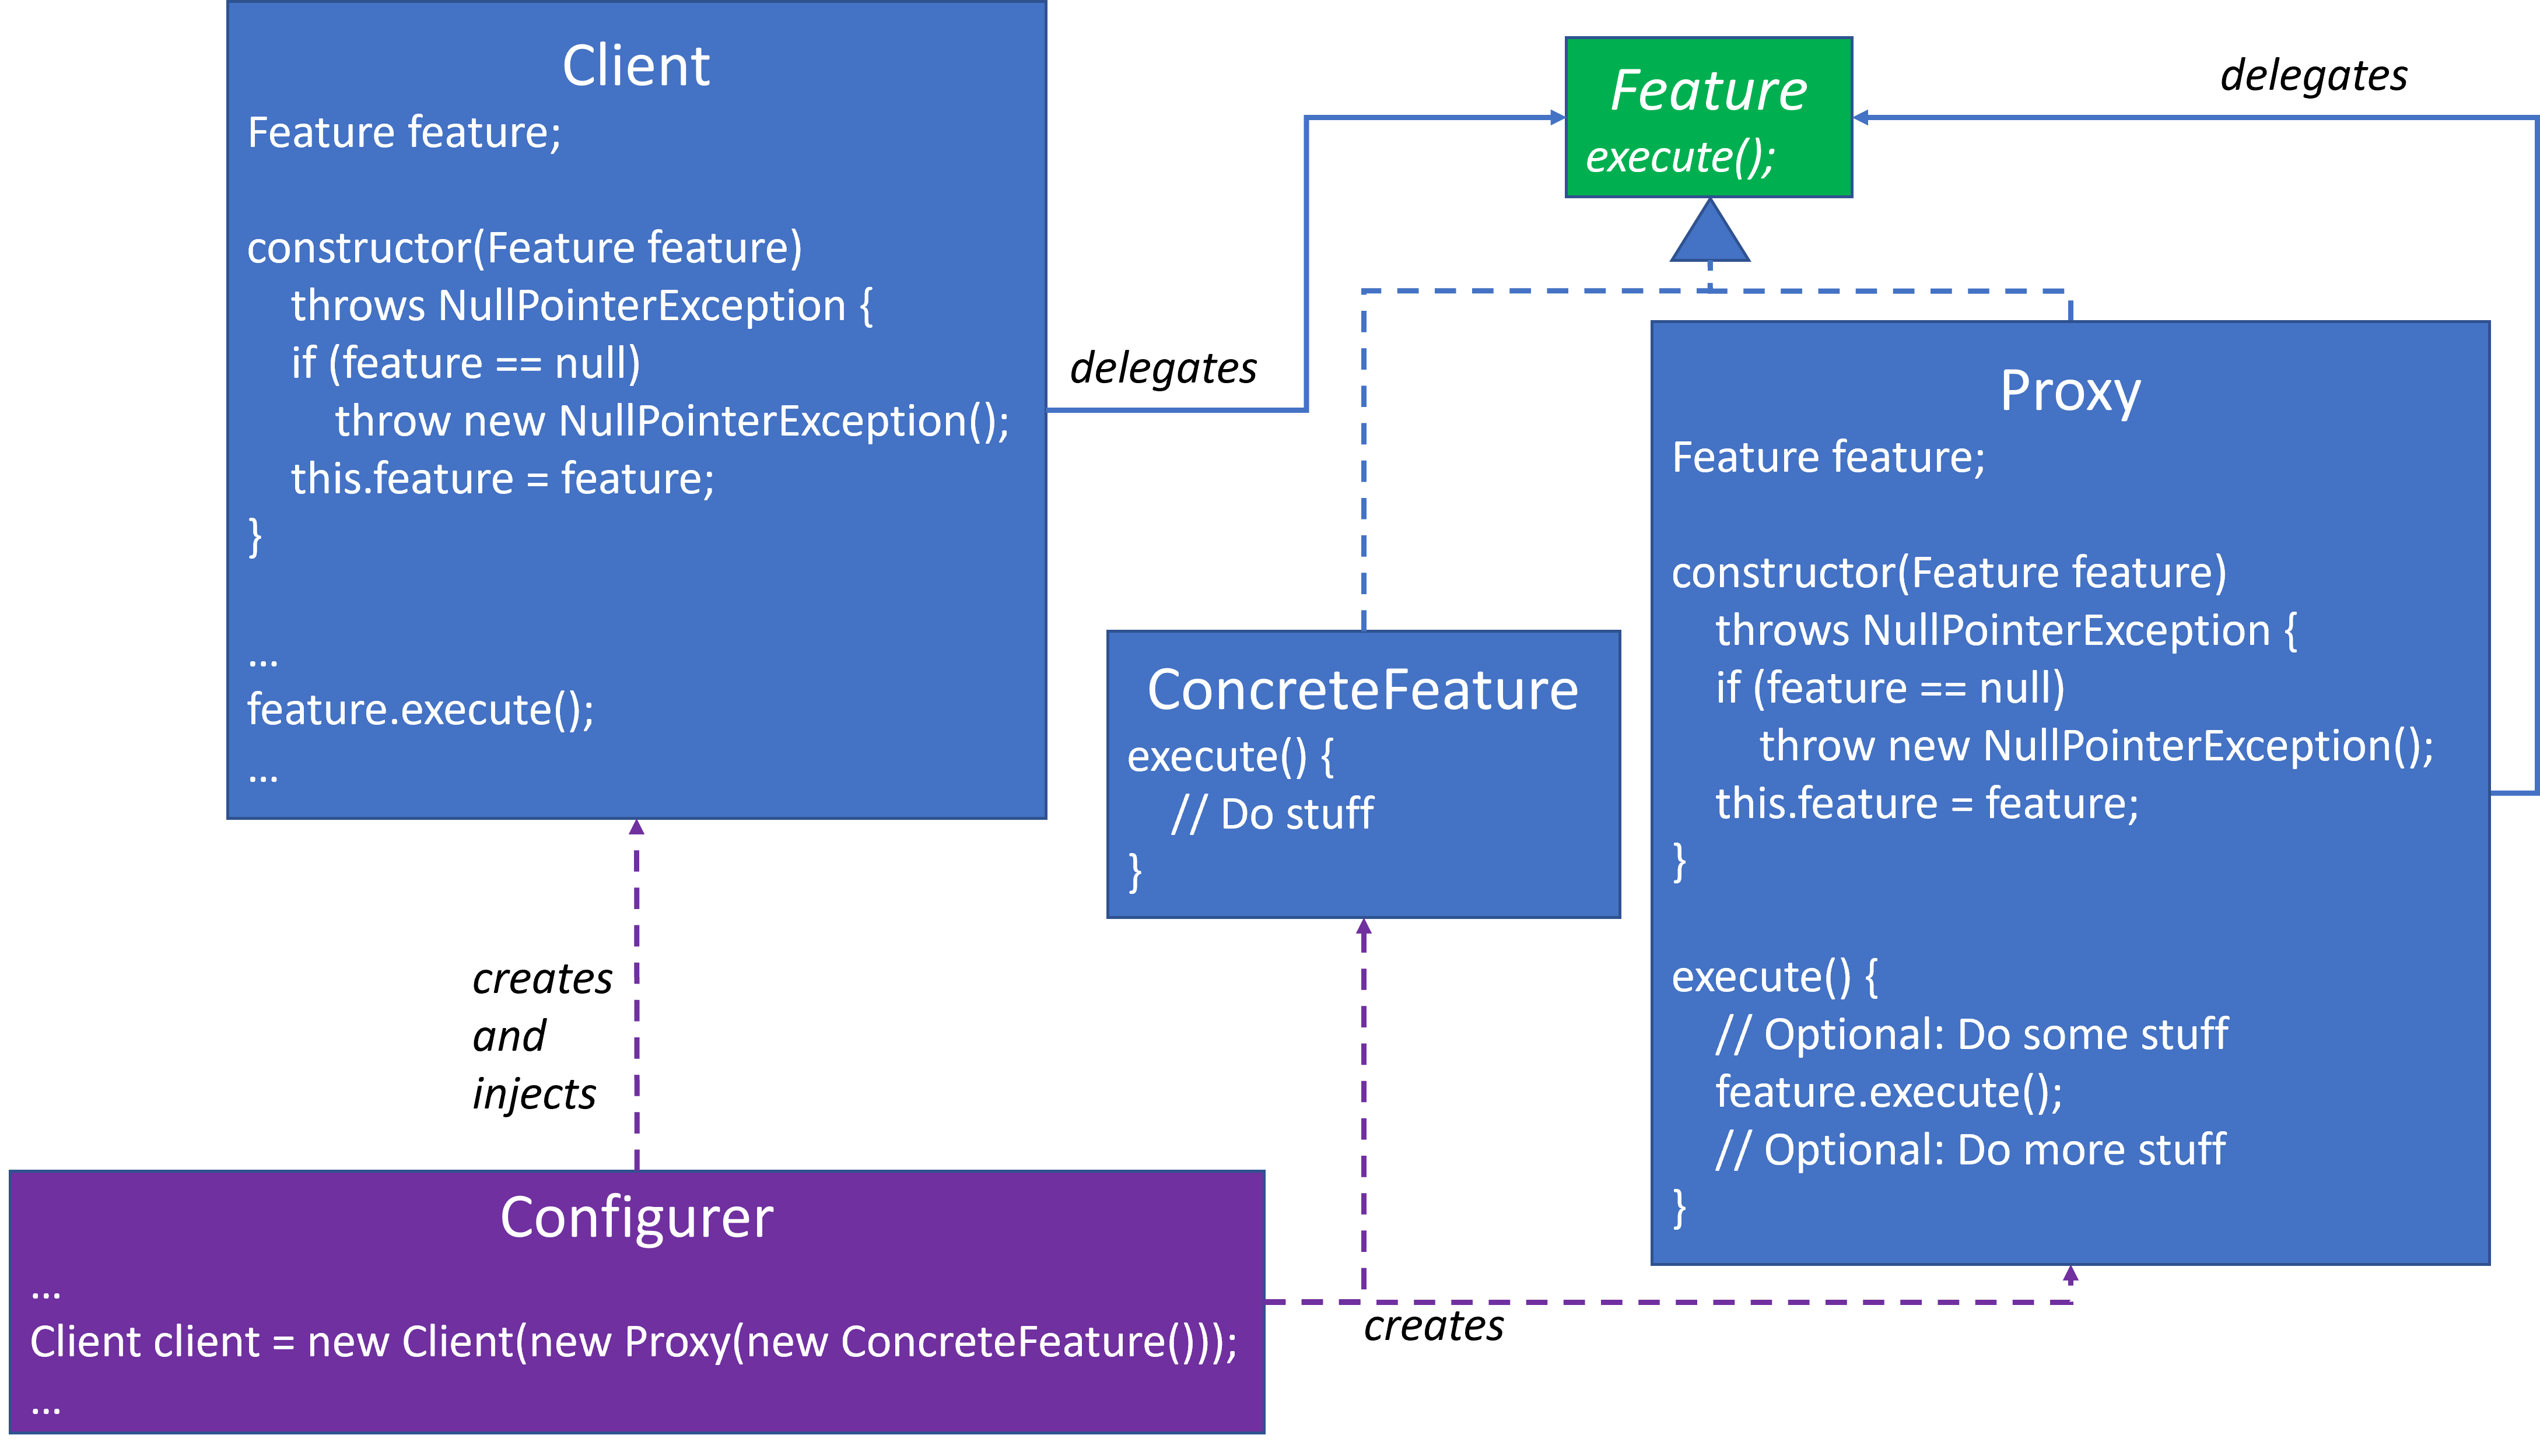 Client
Feature feature;
constructor(Feature feature)
throws NullPointerException {
if (feature == null)
throw new NullPointerException();
this.feature = feature;
}
...
feature.execute();
...
delegates
Feature
execute();
delegates
ConcreteFeature
execute() {
// Do stuff
}
Proxy
Feature feature;
constructor(Feature feature)
throws NullPointerException {
if (feature == null)
throw new NullPointerException();
this.feature = feature;
}
execute() {
// Optional: Do some stuff
feature.execute();
// Optional: Do more stuff
}
creates
and
injects
Configurer
...
Client client = new Client(new Proxy(new ConcreteFeature()));
...
creates